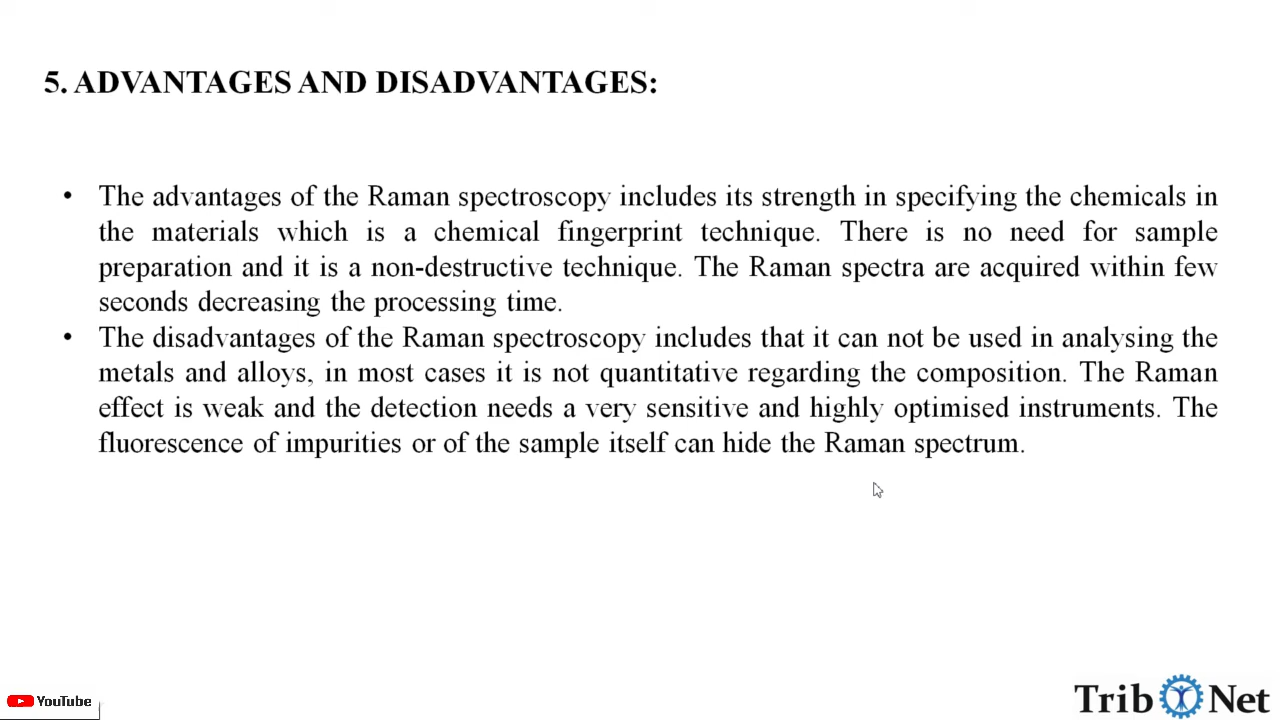 5. ADVANTAGES AND DISADVANTAGES:
• The advantages of the Raman spectroscopy includes its strength in specifying the chemicals in
the materials which is a chemical fingerprint technique. There is no need for sample
preparation and it is a non-destructive technique. The Raman spectra are acquired within few
seconds decreasing the processing time.
• The disadvantages of the Raman spectroscopy includes that it can not be used in analysing the
metals and alloys, in most cases it is not quantitative regarding the composition. The Raman
effect is weak and the detection needs a very sensitive and highly optimised instruments. The
fluorescence of impurities or of the sample itself can hide the Raman spectrum.
YouTube
Trib Net